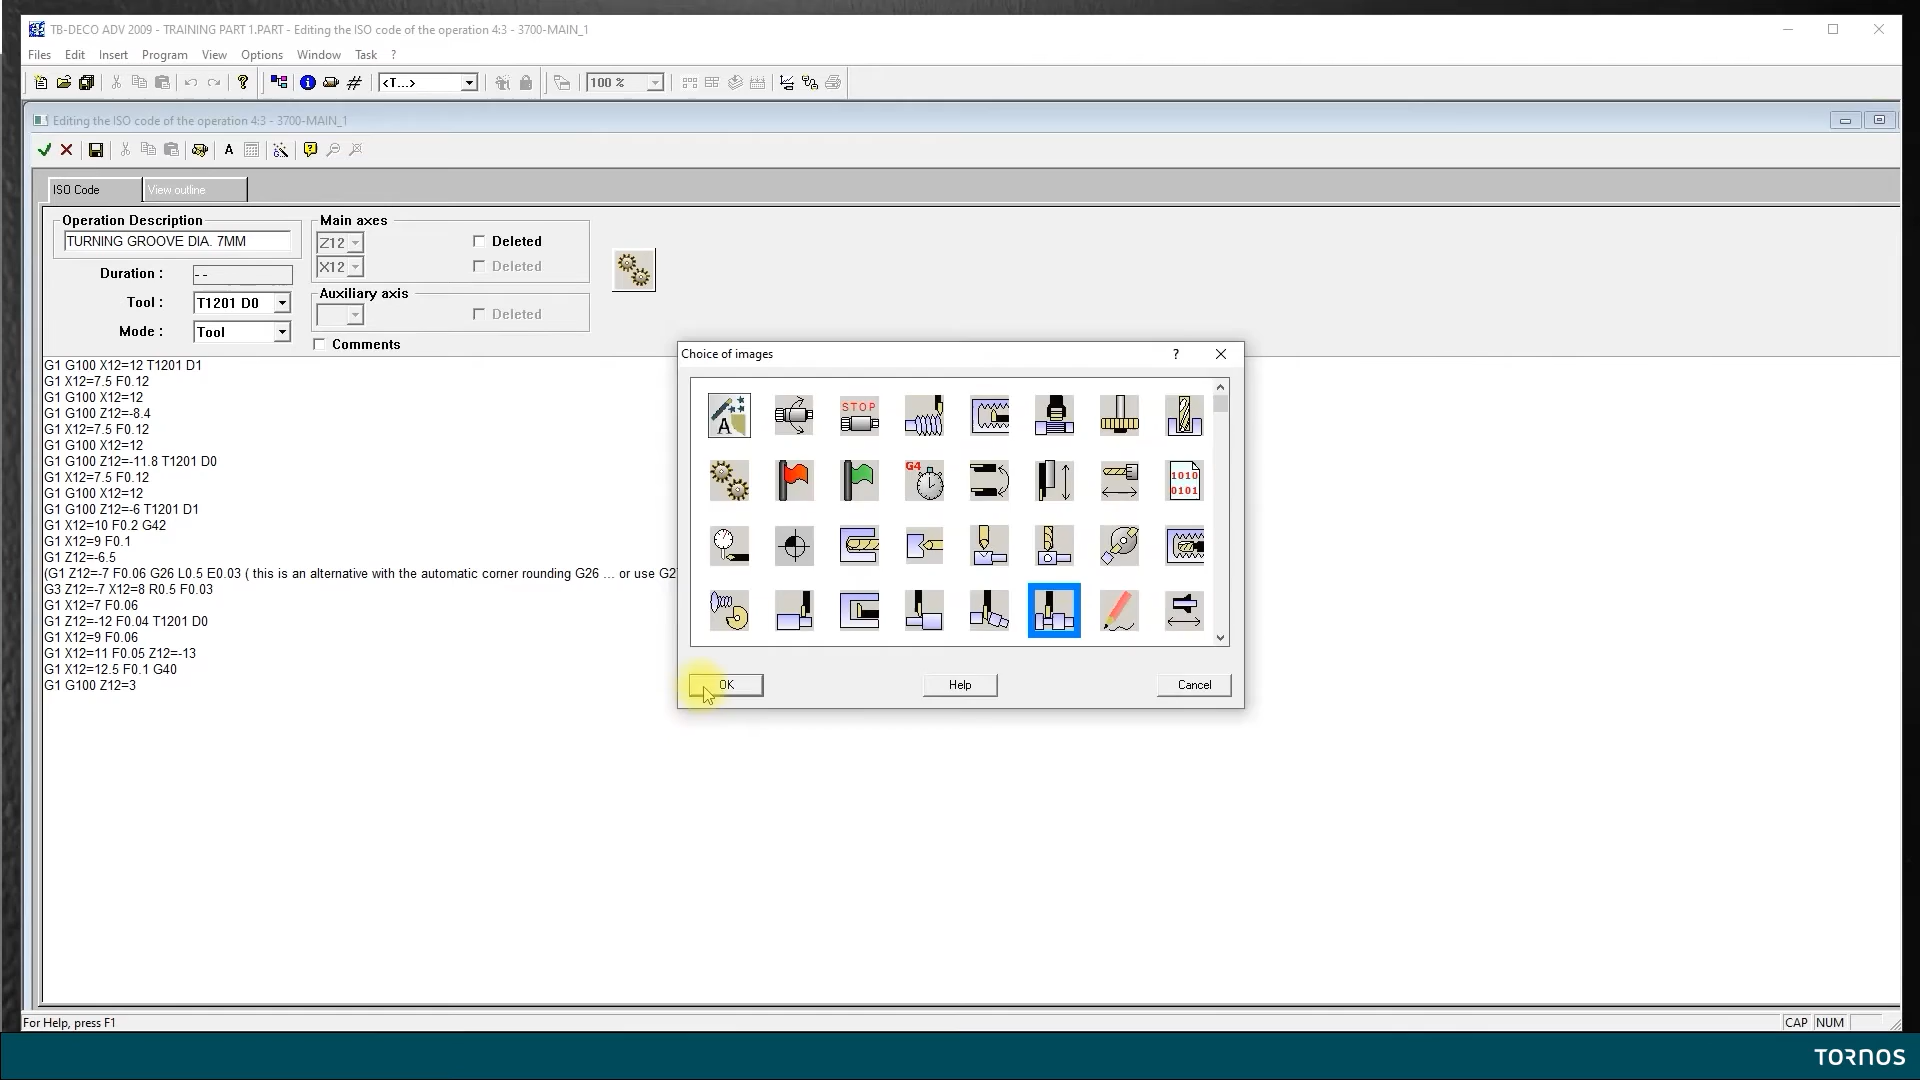 TB-DECO ADV 2009 - TRAINING PART 1.PART - Editing the ISO code of the operation 4:3 - 3700-MAIN_1
Files Edit Insert Program View Options Window Task ?
<T...> 100 %
Editing the ISO code of the operation 4:3 - 3700-MAIN_1
ISO Code View outline
Operation Description
TURNING GROOVE DIA. 7MM
Duration : --
Tool : T1201 D0
Mode : Tool
Main axes
Z12 Deleted
X12 Deleted
Auxiliary axis
Deleted
Comments
G1 G100 X12=12 T1201 D1
G1 X12=7.5 F0.12
G1 G100 X12=12
G1 G100 Z12=-8.4
G1 X12=7.5 F0.12
G1 G100 X12=12
G1 G100 Z12=-11.8 T1201 D0
G1 X12=7.5 F0.12
G1 G100 X12=12
G1 G100 Z12=-6 T1201 D1
G1 X12=10 F0.2 G42
G1 X12=9 F0.1
G1 Z12=-6.5
(G1 Z12=-7 F0.06 G26 L0.5 E0.03 ( this is an alternative with the automatic corner rounding G26 ... or use G2
G3 Z12=-7 X12=8 R0.5 F0.03
G1 X12=7 F0.06
G1 Z12=-12 F0.04 T1201 D0
G1 X12=9 F0.06
G1 X12=11 F0.05 Z12=-13
G1 X12=12.5 F0.1 G40
G1 G100 Z12=3
Choice of images ?
A
STOP
G4
1010
0101
OK Help Cancel
For Help, press F1
CAP NUM
TORNOS